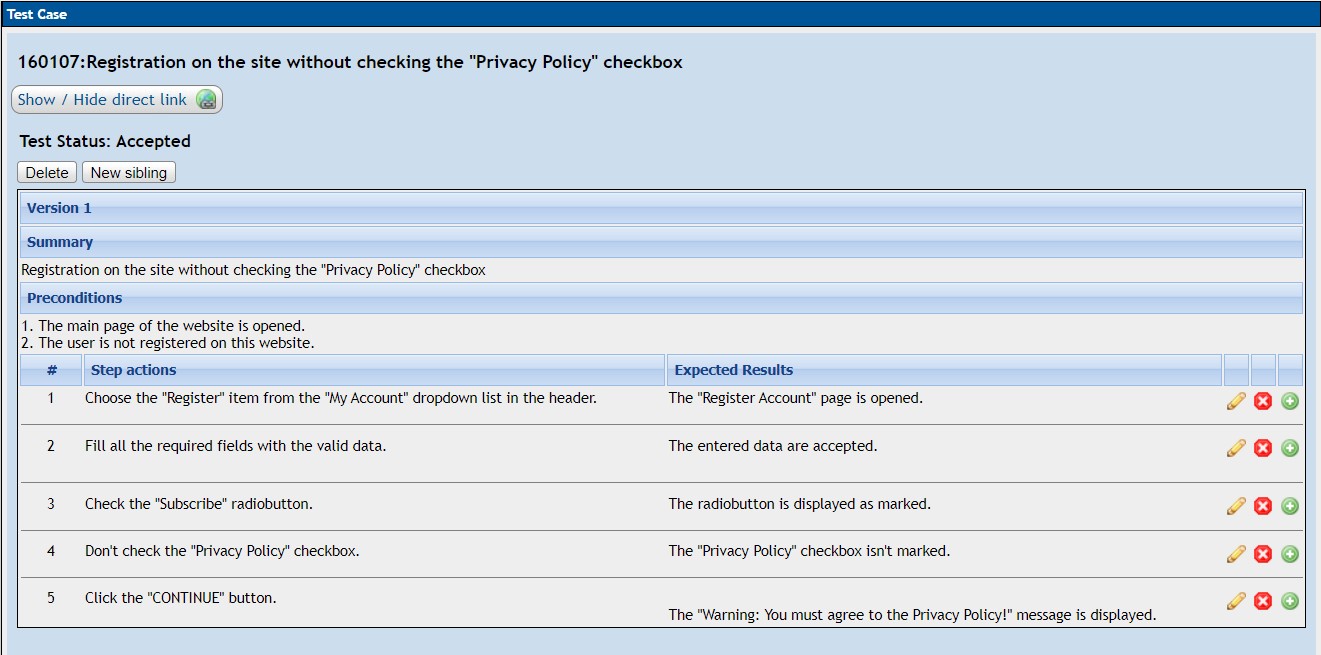 Test Case
160107:Registration on the site without checking the "Privacy Policy" checkbox
Show / Hide direct link
Test Status: Accepted
Delete New sibling
Version 1
Summary
Registration on the site without checking the "Privacy Policy" checkbox
Preconditions
1. The main page of the website is opened.
2. The user is not registered on this website.
# Step actions Expected Results
1 Choose the "Register" item from the "My Account" dropdown list in the header. The "Register Account" page is opened.
2 Fill all the required fields with the valid data. The entered data are accepted.
3 Check the "Subscribe" radiobutton. The radiobutton is displayed as marked.
4 Don't check the "Privacy Policy" checkbox. The "Privacy Policy" checkbox isn't marked.
5 Click the "CONTINUE" button.
The "Warning: You must agree to the Privacy Policy!" message is displayed.